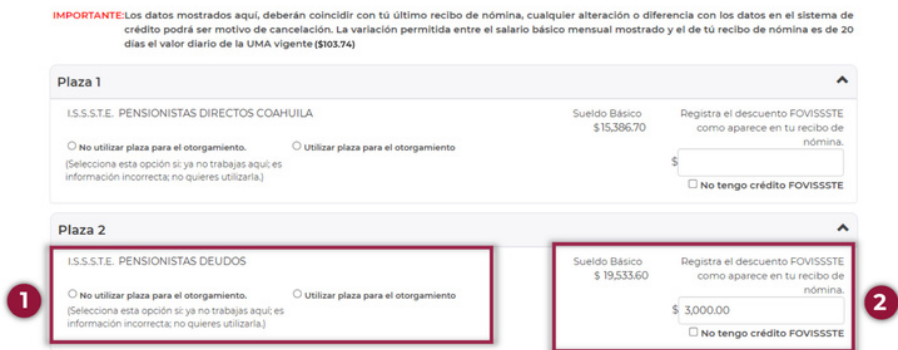 IMPORTANTE:Los datos mostrados aquí, deberán coincidir con tú último recibo de nómina, cualquier alteración o diferencia con los datos en el sistema de
crédito podrá ser motivo de cancelación. La variación permitida entre el salario básico mensual mostrado y el de tú recibo de nómina es de 20
días el valor diario de la UMA vigente ($103.74)
Plaza 1
I.S.S.S.T.E. PENSIONISTAS DIRECTOS COAHUILA
Sueldo Básico
$15,386.70
Registra el descuento FOVISSSTE
como aparece en tu recibo de
nómina.
No utilizar plaza para el otorgamiento.
Utilizar plaza para el otorgamiento
(Selecciona esta opción si: ya no trabajas aquí; es
información incorrecta; no quieres utilizarla.)
$
No tengo crédito FOVISSSTE
Plaza 2
I.S.S.S.T.E. PENSIONISTAS DEUDOS
Sueldo Básico
$ 19,533.60
Registra el descuento FOVISSSTE
como aparece en tu recibo de
nómina.
1
No utilizar plaza para el otorgamiento.
Utilizar plaza para el otorgamiento
(Selecciona esta opción si: ya no trabajas aquí; es
información incorrecta; no quieres utilizarla.)
$ 3,000.00
2
No tengo crédito FOVISSSTE